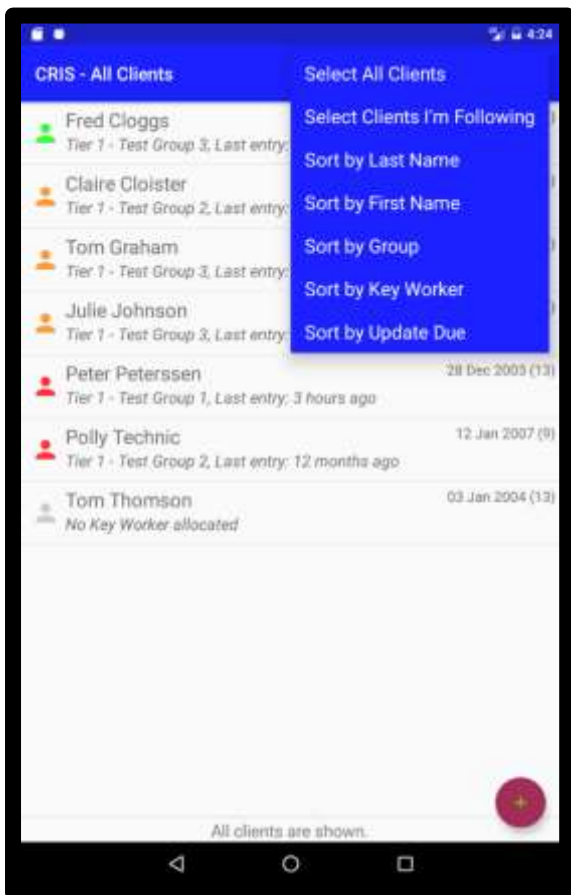 4:24
CRIS - All Clients
Select All Clients
Select Clients I'm Following
Sort by Last Name
Sort by First Name
Sort by Group
Sort by Key Worker
Sort by Update Due
Fred Cloggs
Tier 1 - Test Group 3, Last entry:
Claire Cloister
Tier 1 - Test Group 2, Last entry:
Tom Graham
Tier 1 - Test Group 3, Last entry:
Julie Johnson
Tier 1 - Test Group 3, Last entry:
Peter Peterssen 28 Dec 2003 (13)
Tier 1 - Test Group 1, Last entry: 3 hours ago
Polly Technic 12 Jan 2007 (9)
Tier 1 - Test Group 2, Last entry: 12 months ago
Tom Thomson 03 Jan 2004 (13)
No Key Worker allocated
+
All clients are shown.